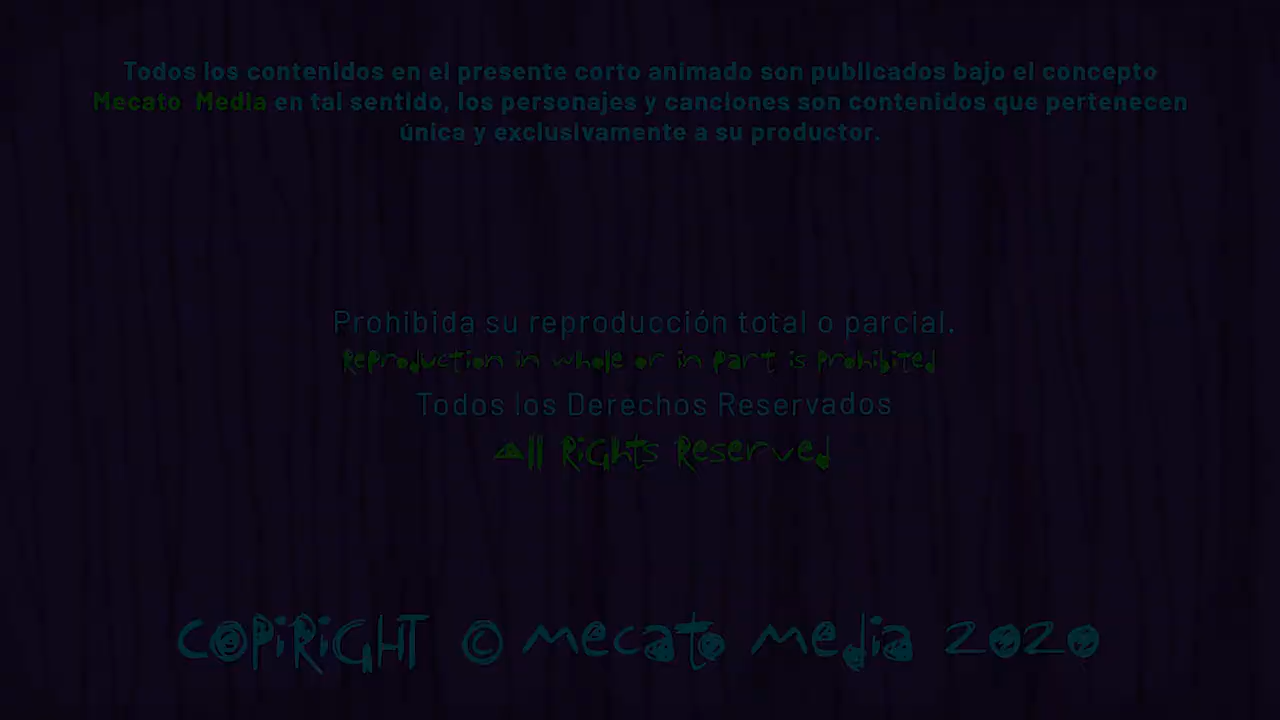 Todos los contenidos en el presente corto animado son publicados bajo el concepto
Mecato Media en tal sentido, los personajes y canciones son contenidos que pertenecen
única y exclusivamente a su productor.
Prohibida su reproducción total o parcial.
Reproduction in whole or in Part is Prohibited
Todos los Derechos Reservados
All Rights Reserved
COPiRiGHT © mecato media 2020